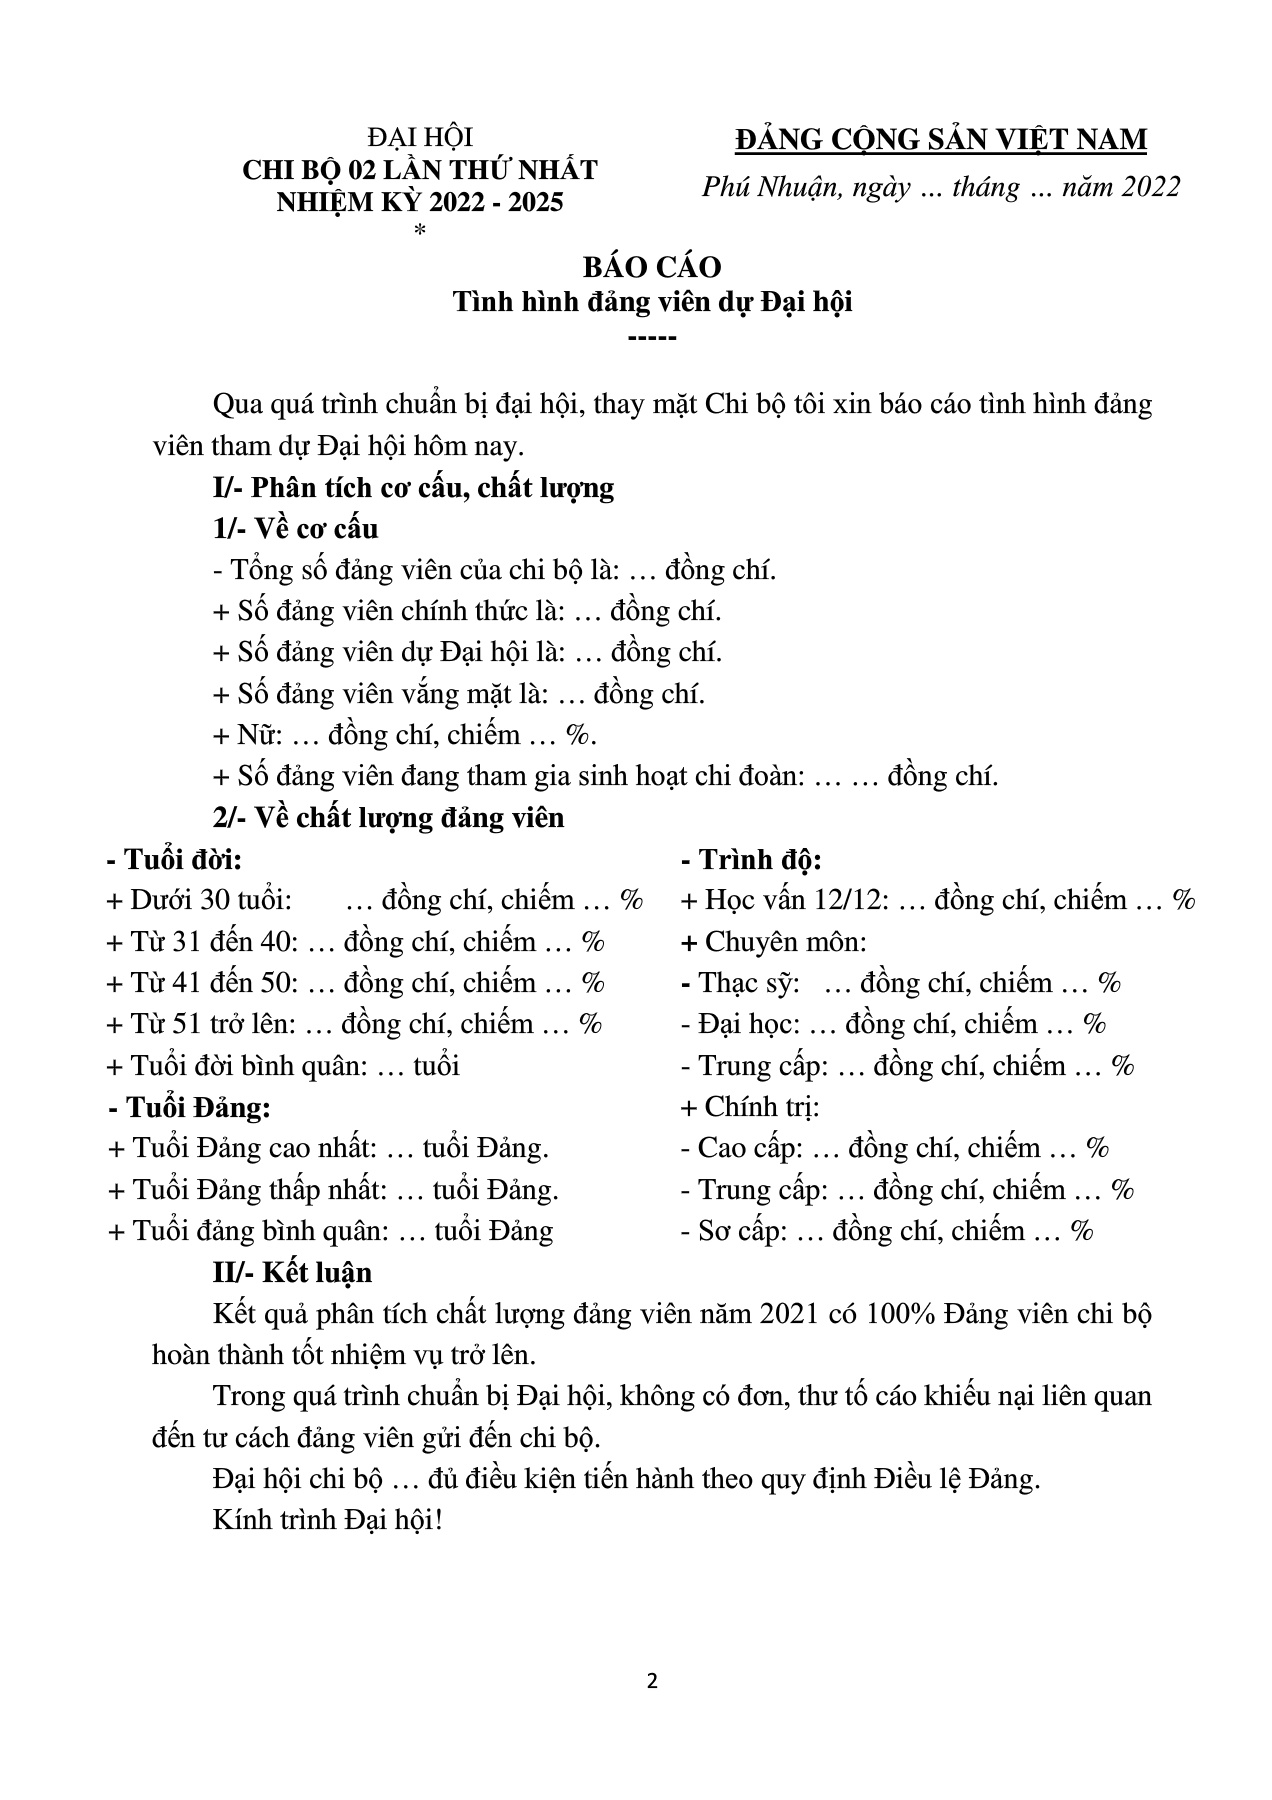 ĐẠI HỘI
CHI BỘ 02 LẦN THỨ NHẤT
NHIỆM KỲ 2022 - 2025
*
ĐẢNG CỘNG SẢN VIỆT NAM
Phú Nhuận, ngày … tháng … năm 2022
BÁO CÁO
Tình hình đảng viên dự Đại hội
-----
Qua quá trình chuẩn bị đại hội, thay mặt Chi bộ tôi xin báo cáo tình hình đảng
viên tham dự Đại hội hôm nay.
I/- Phân tích cơ cấu, chất lượng
1/- Về cơ cấu
- Tổng số đảng viên của chi bộ là: … đồng chí.
+ Số đảng viên chính thức là: … đồng chí.
+ Số đảng viên dự Đại hội là: … đồng chí.
+ Số đảng viên vắng mặt là: … đồng chí.
+ Nữ: … đồng chí, chiếm … %.
+ Số đảng viên đang tham gia sinh hoạt chi đoàn: … … đồng chí.
2/- Về chất lượng đảng viên
- Tuổi đời:
+ Dưới 30 tuổi: … đồng chí, chiếm … %
+ Từ 31 đến 40: … đồng chí, chiếm … %
+ Từ 41 đến 50: … đồng chí, chiếm … %
+ Từ 51 trở lên: … đồng chí, chiếm … %
+ Tuổi đời bình quân: … tuổi
- Tuổi Đảng:
+ Tuổi Đảng cao nhất: … tuổi Đảng.
+ Tuổi Đảng thấp nhất: … tuổi Đảng.
+ Tuổi đảng bình quân: … tuổi Đảng
- Trình độ:
+ Học vấn 12/12: … đồng chí, chiếm … %
+ Chuyên môn:
- Thạc sỹ: … đồng chí, chiếm … %
- Đại học: … đồng chí, chiếm … %
- Trung cấp: … đồng chí, chiếm … %
+ Chính trị:
- Cao cấp: … đồng chí, chiếm … %
- Trung cấp: … đồng chí, chiếm … %
- Sơ cấp: … đồng chí, chiếm … %
II/- Kết luận
Kết quả phân tích chất lượng đảng viên năm 2021 có 100% Đảng viên chi bộ
hoàn thành tốt nhiệm vụ trở lên.
Trong quá trình chuẩn bị Đại hội, không có đơn, thư tố cáo khiếu nại liên quan
đến tư cách đảng viên gửi đến chi bộ.
Đại hội chi bộ … đủ điều kiện tiến hành theo quy định Điều lệ Đảng.
Kính trình Đại hội!
2